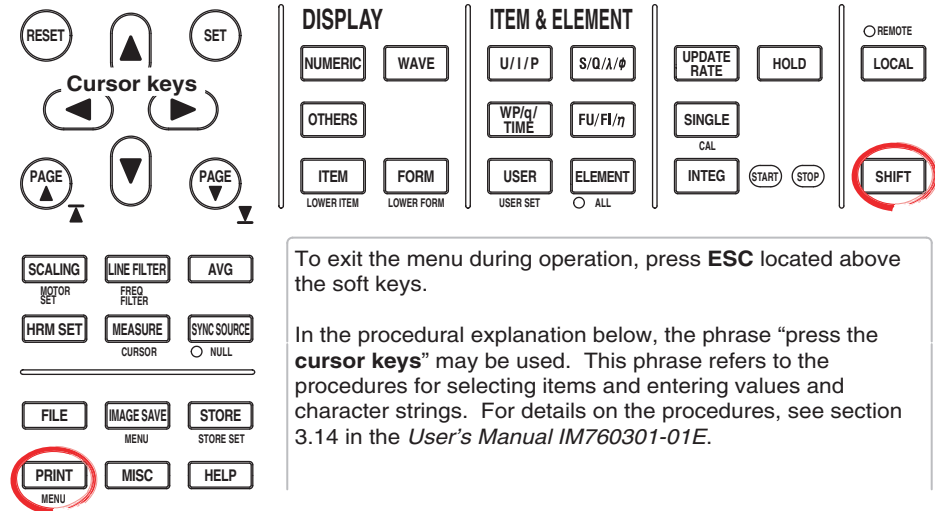 RESET
SET
Cursor keys
PAGE
PAGE
DISPLAY
NUMERIC WAVE
OTHERS
ITEM FORM
LOWER ITEM LOWER FORM
ITEM & ELEMENT
U / I / P S/Q/λ/ø
WP/q/
TIME
FU/FI/η
USER ELEMENT
USER SET ALL
UPDATE
RATE
HOLD
SINGLE
CAL
INTEG START STOP
REMOTE
LOCAL
SHIFT
SCALING LINE FILTER AVG
MOTOR
SET
FREQ
FILTER
HRM SET MEASURE SYNC SOURCE
CURSOR NULL
FILE IMAGE SAVE STORE
MENU STORE SET
PRINT MISC HELP
MENU
To exit the menu during operation, press ESC located above
the soft keys.
In the procedural explanation below, the phrase “press the
cursor keys” may be used. This phrase refers to the
procedures for selecting items and entering values and
character strings. For details on the procedures, see section
3.14 in the User’s Manual IM760301-01E.